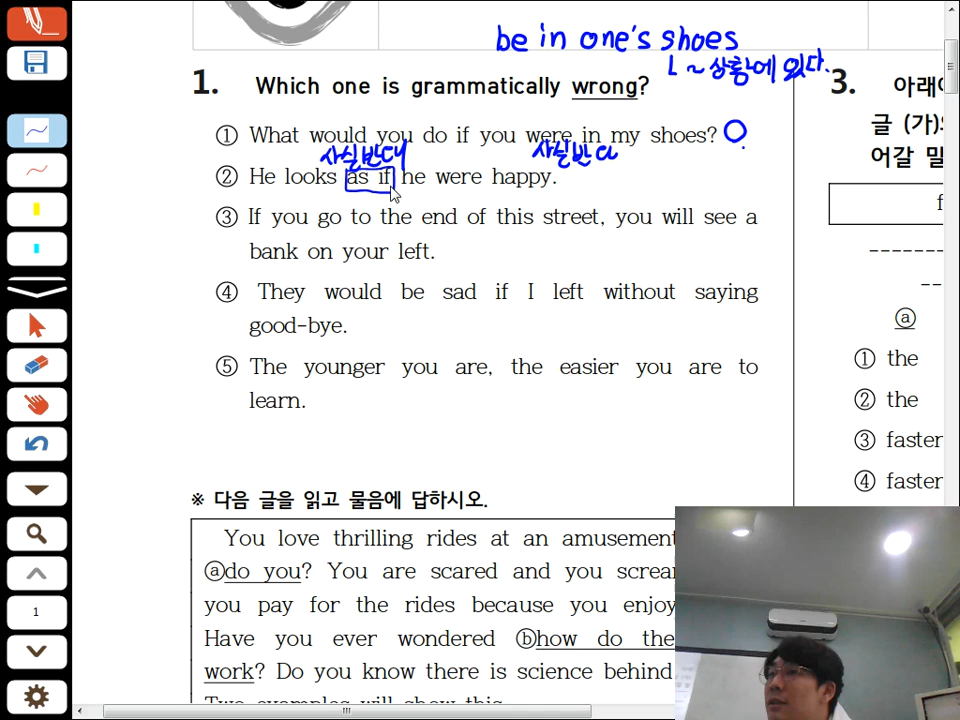 be in one's shoes
~상황에 있다.
1. Which one is grammatically wrong?
① What would you do if you were in my shoes?
사실반대 사실반대
② He looks as if he were happy.
③ If you go to the end of this street, you will see a
bank on your left.
④ They would be sad if I left without saying
good-bye.
⑤ The younger you are, the easier you are to
learn.
※ 다음 글을 읽고 물음에 답하시오.
You love thrilling rides at an amusement
ⓐdo you? You are scared and you
you pay for the rides because you enjoy
Have you ever wondered ⓑhow do
work? Do you know there is science behind
Two examples will show this
3. 아래
글 (가)
어갈 말
ⓐ
① the
② the
③ faster
④ faster
1